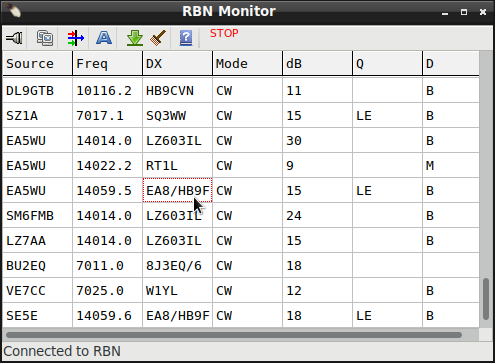 RBN Monitor
STOP
Source Freq DX Mode dB Q D
DL9GTB 10116.2 HB9CVN CW 11 B
SZ1A 7017.1 SQ3WW CW 15 LE B
EA5WU 14014.0 LZ603IL CW 30 B
EA5WU 14022.2 RT1L CW 9 M
EA5WU 14059.5 EA8/HB9F CW 15 LE B
SM6FMB 14014.0 LZ603IL CW 24 B
LZ7AA 14014.0 LZ603IL CW 15 B
BU2EQ 7011.0 8J3EQ/6 CW 18
VE7CC 7025.0 W1YL CW 12 B
SE5E 14059.6 EA8/HB9F CW 18 LE B
Connected to RBN